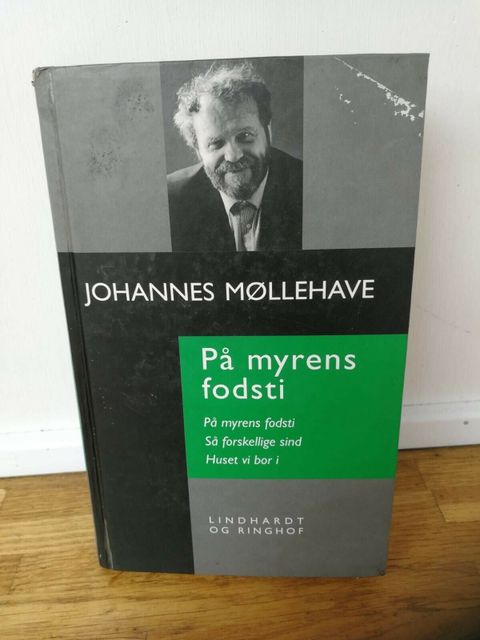 JOHANNES MØLLEHAVE
På myrens
fodsti
På myrens fodsti
Så forskellige sind
Huset vi bor i
LINDHARDT
OG RINGHOF